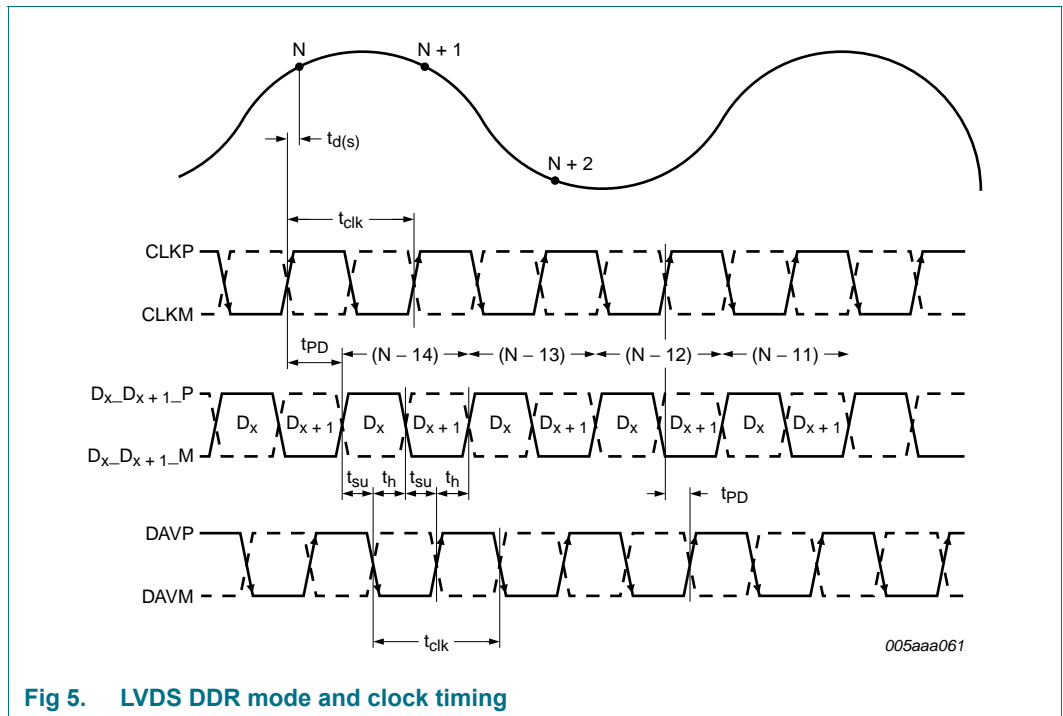 N
N + 1
t_d(s)
N + 2
t_clk
CLKP
CLKM
t_PD
(N – 14)
(N – 13)
(N – 12)
(N – 11)
D_x_D_x + 1_P
D_x D_x + 1 D_x D_x + 1 D_x D_x + 1 D_x D_x + 1 D_x D_x + 1
D_x_D_x + 1_M
t_su t_h t_su t_h
t_PD
DAVP
DAVM
t_clk
005aaa061
Fig 5. LVDS DDR mode and clock timing